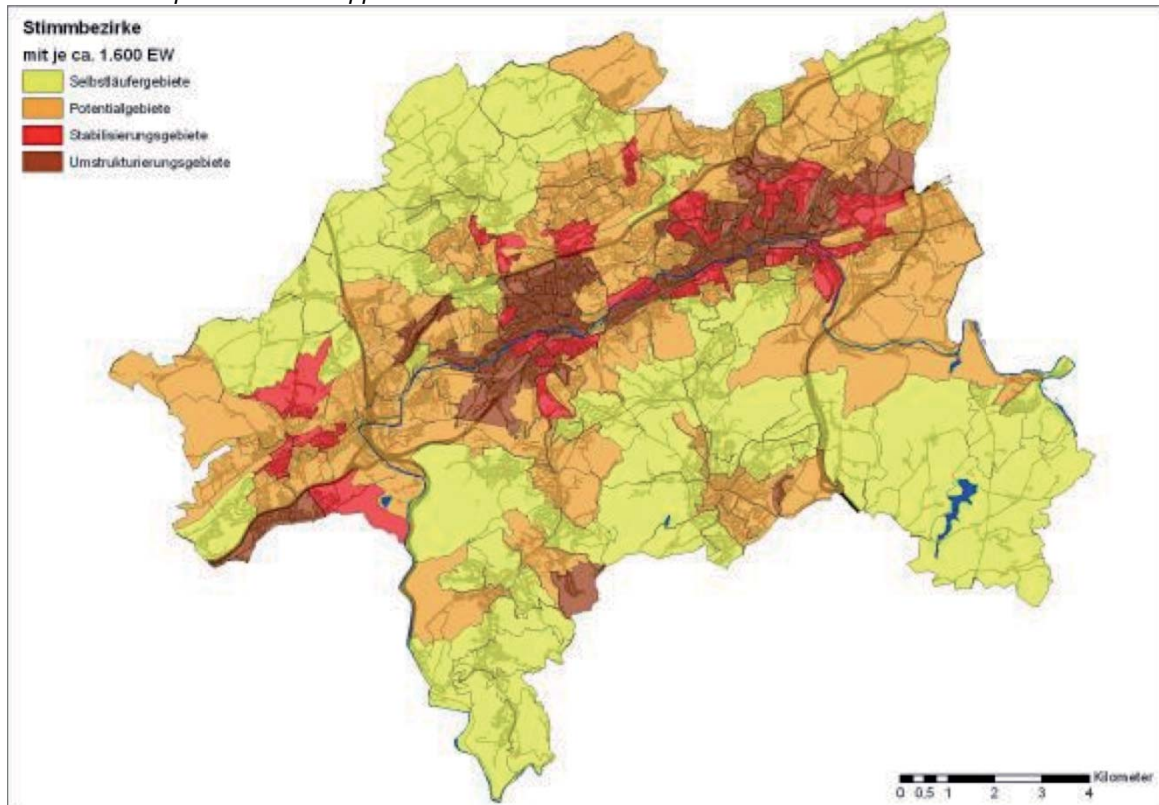 Stimmbezirke
mit je ca. 1.600 EW
Selbstläufergebiete
Potentialgebiete
Stabilisierungsgebiete
Umstrukturierungsgebiete
Kilometer
0 0,5 1 2 3 4